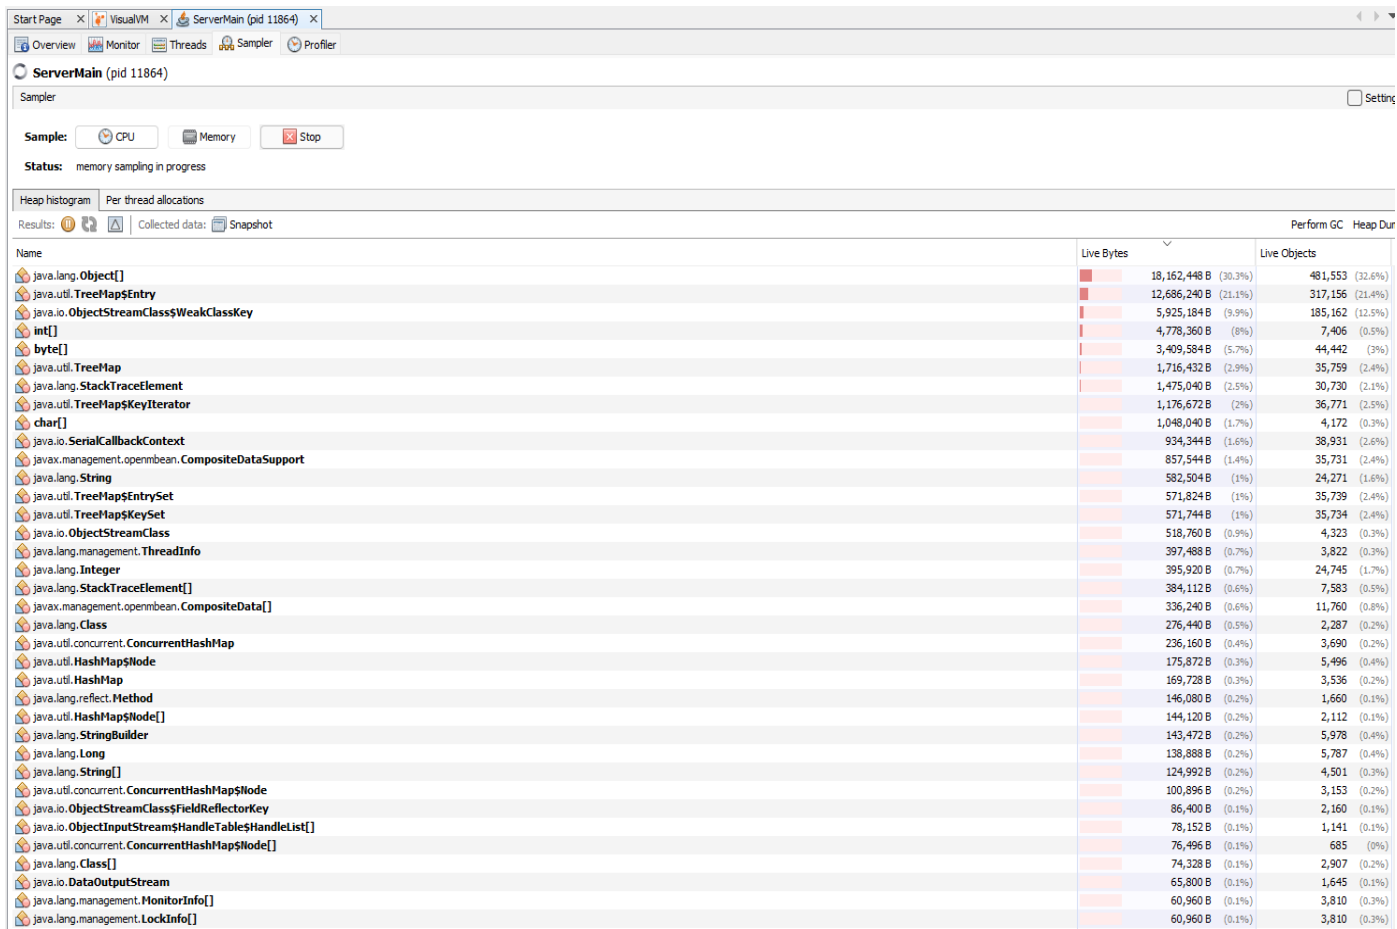 Start Page VisualVM ServerMain (pid 11864)
Overview Monitor Threads Sampler Profiler
ServerMain (pid 11864)
Sampler Setting
Sample: CPU Memory Stop
Status: memory sampling in progress
Heap histogram Per thread allocations
Results: Collected data: Snapshot Perform GC Heap Dum
Name Live Bytes Live Objects
java.lang.Object[] 18,162,448 B (30.3%) 481,553 (32.6%)
java.util.TreeMap$Entry 12,686,240 B (21.1%) 317,156 (21.4%)
java.io.ObjectStreamClass$WeakClassKey 5,925,184 B (9.9%) 185,162 (12.5%)
int[] 4,778,360 B (8%) 7,406 (0.5%)
byte[] 3,409,584 B (5.7%) 44,442 (3%)
java.util.TreeMap 1,716,432 B (2.9%) 35,759 (2.4%)
java.lang.StackTraceElement 1,475,040 B (2.5%) 30,730 (2.1%)
java.util.TreeMap$KeyIterator 1,176,672 B (2%) 36,771 (2.5%)
char[] 1,048,040 B (1.7%) 4,172 (0.3%)
java.io.SerialCallbackContext 934,344 B (1.6%) 38,931 (2.6%)
javax.management.openmbean.CompositeDataSupport 857,544 B (1.4%) 35,731 (2.4%)
java.lang.String 582,504 B (1%) 24,271 (1.6%)
java.util.TreeMap$EntrySet 571,824 B (1%) 35,739 (2.4%)
java.util.TreeMap$KeySet 571,744 B (1%) 35,734 (2.4%)
java.io.ObjectStreamClass 518,760 B (0.9%) 4,323 (0.3%)
java.lang.management.ThreadInfo 397,488 B (0.7%) 3,822 (0.3%)
java.lang.Integer 395,920 B (0.7%) 24,745 (1.7%)
java.lang.StackTraceElement[] 384,112 B (0.6%) 7,583 (0.5%)
javax.management.openmbean.CompositeData[] 336,240 B (0.6%) 11,760 (0.8%)
java.lang.Class 276,440 B (0.5%) 2,287 (0.2%)
java.util.concurrent.ConcurrentHashMap 236,160 B (0.4%) 3,690 (0.2%)
java.util.HashMap$Node 175,872 B (0.3%) 5,496 (0.4%)
java.util.HashMap 169,728 B (0.3%) 3,536 (0.2%)
java.lang.reflect.Method 146,080 B (0.2%) 1,660 (0.1%)
java.util.HashMap$Node[] 144,120 B (0.2%) 2,112 (0.1%)
java.lang.StringBuilder 143,472 B (0.2%) 5,978 (0.4%)
java.lang.Long 138,888 B (0.2%) 5,787 (0.4%)
java.lang.String[] 124,992 B (0.2%) 4,501 (0.3%)
java.util.concurrent.ConcurrentHashMap$Node 100,896 B (0.2%) 3,153 (0.2%)
java.io.ObjectStreamClass$FieldReflectorKey 86,400 B (0.1%) 2,160 (0.1%)
java.io.ObjectInputStream$HandleTable$HandleList[] 78,152 B (0.1%) 1,141 (0.1%)
java.util.concurrent.ConcurrentHashMap$Node[] 76,496 B (0.1%) 685 (0%)
java.lang.Class[] 74,328 B (0.1%) 2,907 (0.2%)
java.io.DataOutputStream 65,800 B (0.1%) 1,645 (0.1%)
java.lang.management.MonitorInfo[] 60,960 B (0.1%) 3,810 (0.3%)
java.lang.management.LockInfo[] 60,960 B (0.1%) 3,810 (0.3%)